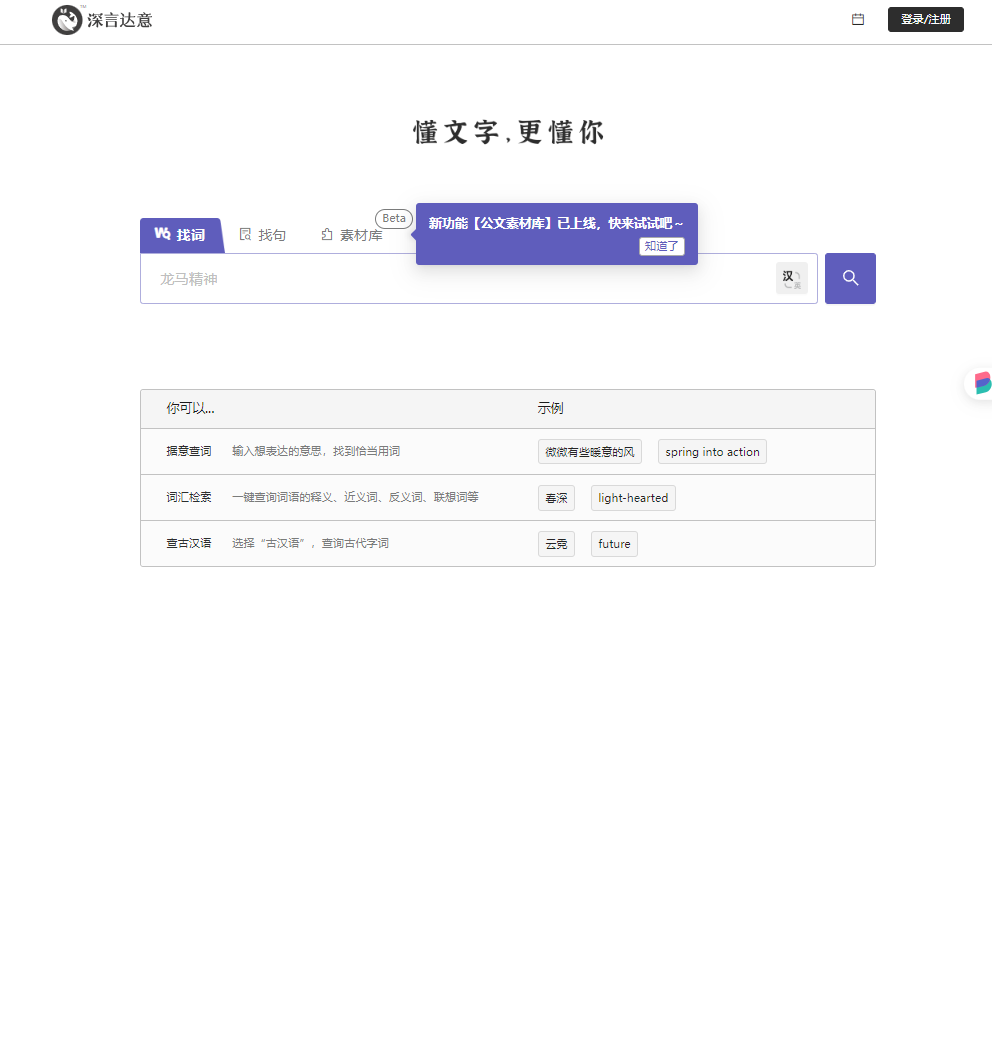 深言达意
登录/注册
懂文字,更懂你
WQ 找词
找句
素材库
Beta
新功能【公文素材库】已上线，快来试试吧～
知道了
龙马精神
汉
英
你可以...
示例
据意查词 输入想表达的意思，找到恰当用词 微微有些暖意的风 spring into action
词汇检索 一键查询词语的释义、近义词、反义词、联想词等 春深 light-hearted
查古汉语 选择“古汉语”，查询古代字词 云霓 future